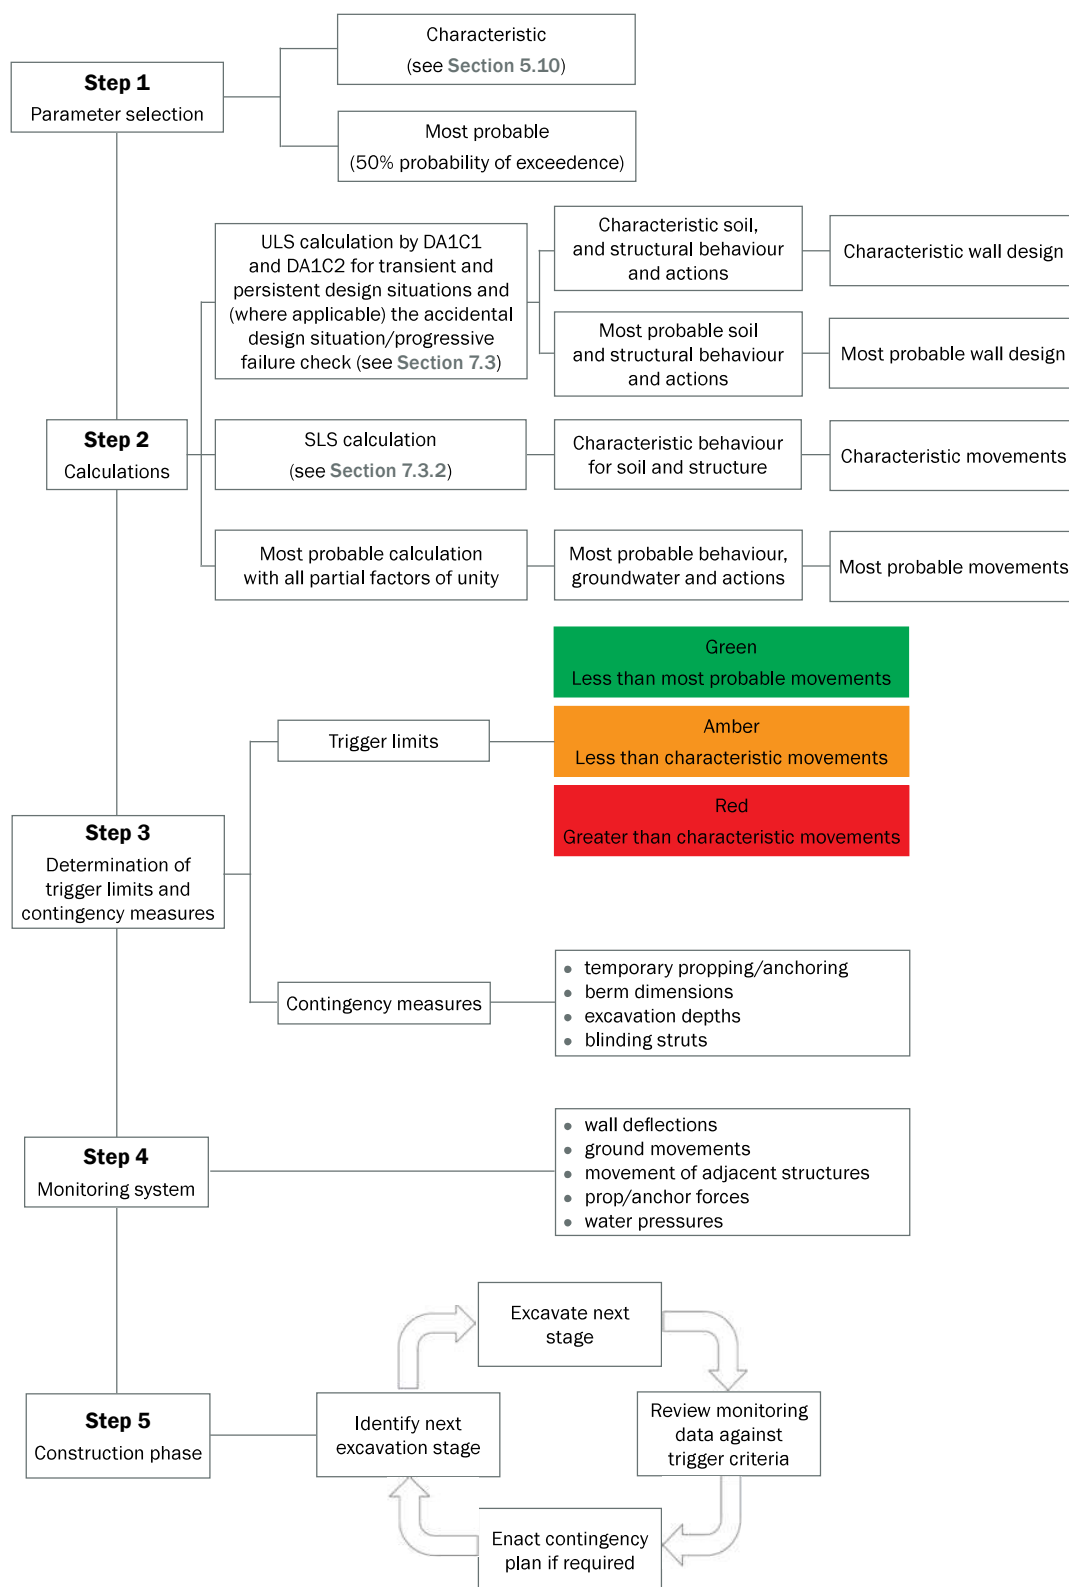 Step 1
Parameter selection
Characteristic
(see Section 5.10)
Most probable
(50% probability of exceedence)
Step 2
Calculations
ULS calculation by DA1C1
and DA1C2 for transient and
persistent design situations and
(where applicable) the accidental
design situation/progressive
failure check (see Section 7.3)
Characteristic soil,
and structural behaviour
and actions
Characteristic wall design
Most probable soil
and structural behaviour
and actions
Most probable wall design
SLS calculation
(see Section 7.3.2)
Characteristic behaviour
for soil and structure
Characteristic movements
Most probable calculation
with all partial factors of unity
Most probable behaviour,
groundwater and actions
Most probable movements
Step 3
Determination of
trigger limits and
contingency measures
Trigger limits
Green
Less than most probable movements
Amber
Less than characteristic movements
Red
Greater than characteristic movements
Contingency measures
• temporary propping/anchoring
• berm dimensions
• excavation depths
• blinding struts
Step 4
Monitoring system
• wall deflections
• ground movements
• movement of adjacent structures
• prop/anchor forces
• water pressures
Step 5
Construction phase
Identify next
excavation stage
Excavate next
stage
Review monitoring
data against
trigger criteria
Enact contingency
plan if required